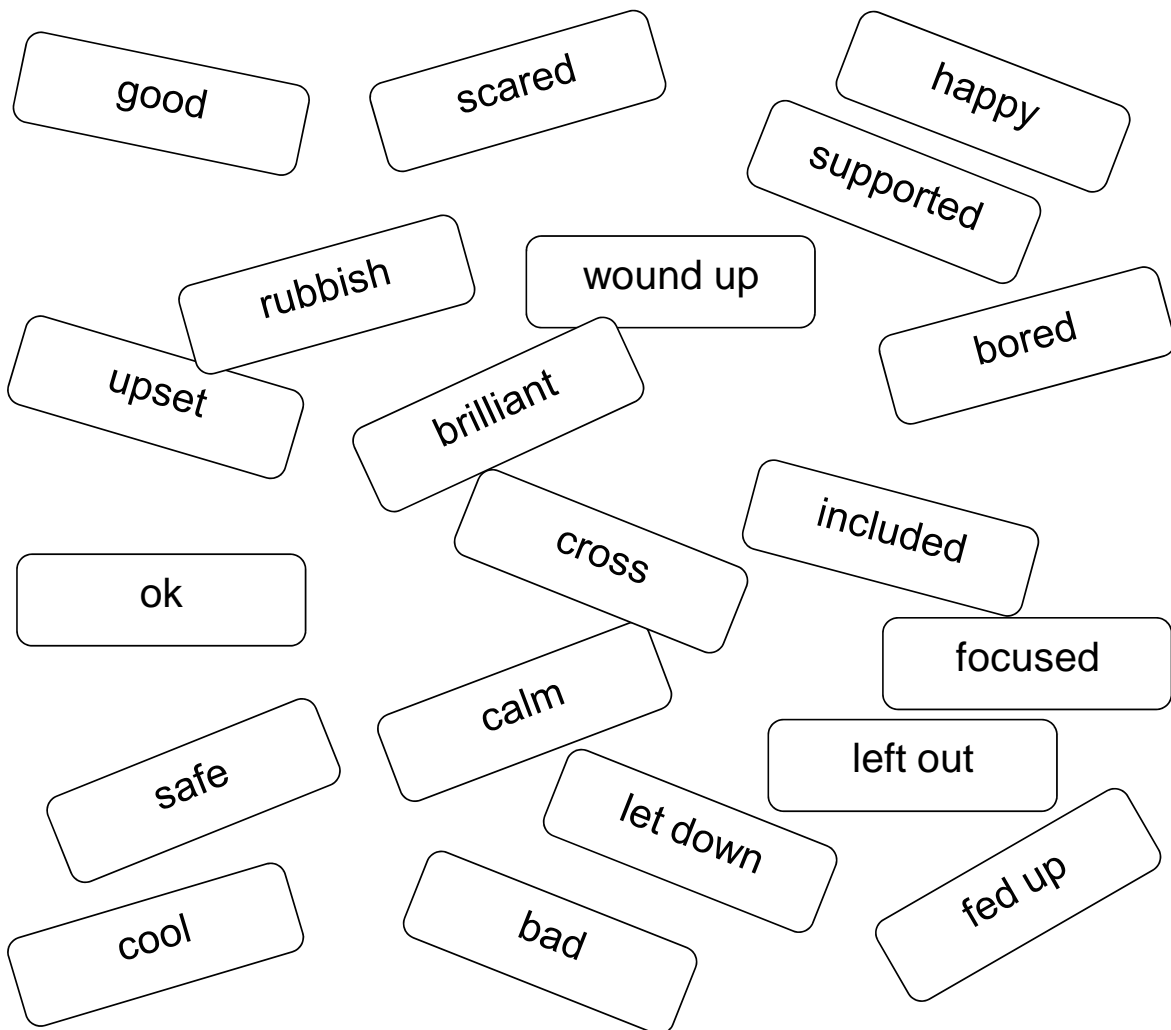 good
scared
happy
supported
rubbish
wound up
bored
upset
brilliant
included
cross
ok
focused
calm
left out
safe
let down
fed up
cool
bad